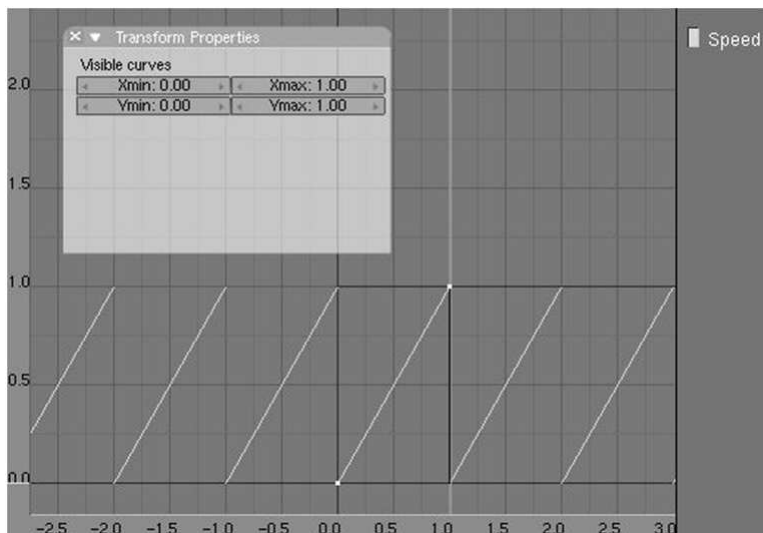 Transform Properties
Speed
Visible curves
Xmin: 0.00 Xmax: 1.00
Ymin: 0.00 Ymax: 1.00
2.0
1.5
1.0
0.5
0.0
-2.5 -2.0 -1.5 -1.0 -0.5 0.0 0.5 1.0 1.5 2.0 2.5 3.0